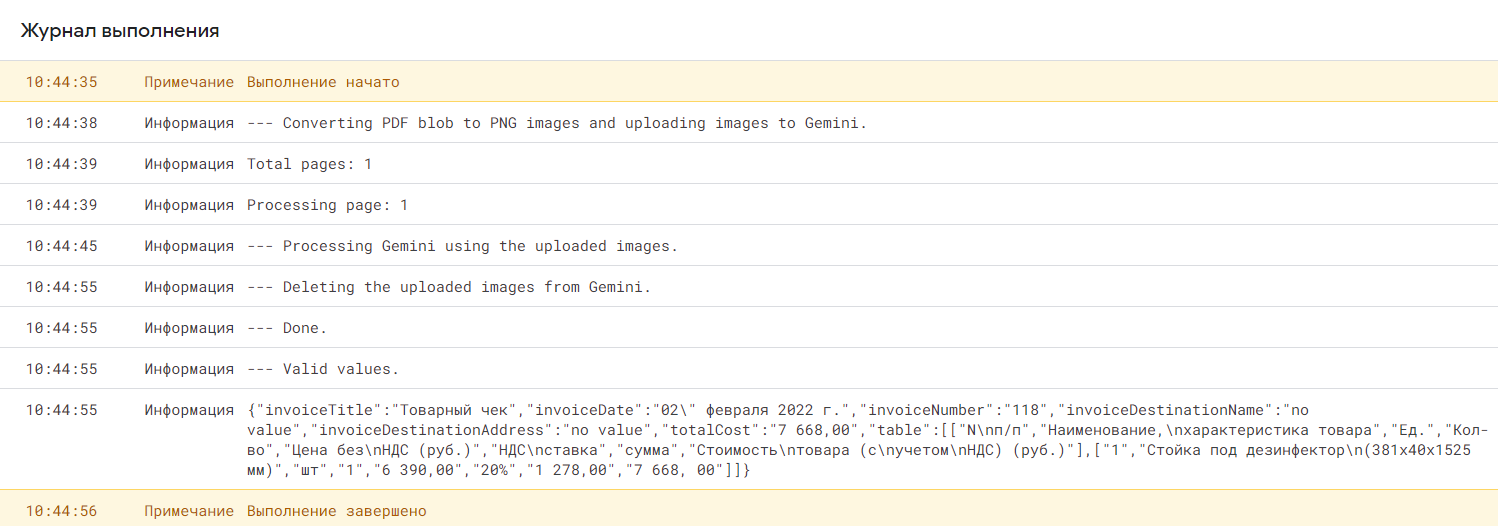 Журнал выполнения
10:44:35 Примечание Выполнение начато
10:44:38 Информация --- Converting PDF blob to PNG images and uploading images to Gemini.
10:44:39 Информация Total pages: 1
10:44:39 Информация Processing page: 1
10:44:45 Информация --- Processing Gemini using the uploaded images.
10:44:55 Информация --- Deleting the uploaded images from Gemini.
10:44:55 Информация --- Done.
10:44:55 Информация --- Valid values.
10:44:55 Информация {"invoiceTitle":"Товарный чек","invoiceDate":"02\" февраля 2022 г.","invoiceNumber":"118","invoiceDestinationName":"no
value","invoiceDestinationAddress":"no value","totalCost":"7 668,00","table":[["N\nп/п","Наименование,\nхарактеристика товара","Ед.","Кол-
во","Цена без\nНДС (руб.)","НДС\nставка","сумма","Стоимость\nтовара (с\nучетом\nНДС) (руб.)"],["1","Стойка под дезинфектор\n(381x40x1525
мм)","шт","1","6 390,00","20%","1 278,00","7 668, 00"]]}
10:44:56 Примечание Выполнение завершено